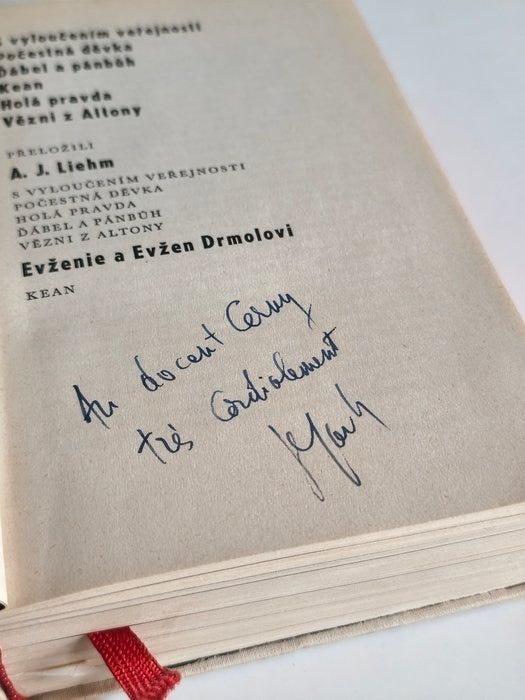 S vyloučením veřejnosti
Počestná děvka
Ďábel a pánbůh
Kean
Holá pravda
Vězni z Altony
PŘELOŽILI
A. J. Liehm
S VYLOUČENÍM VEŘEJNOSTI
POČESTNÁ DĚVKA
HOLÁ PRAVDA
ĎÁBEL A PÁNBŮH
VĚZNI Z ALTONY
Evženie a Evžen Drmolovi
KEAN
Au docent Cerny
très cordialement